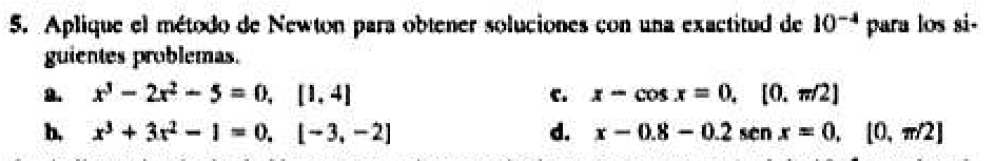 5. Aplique el método de Newton para obtener soluciones con una exactitud de 10⁻⁴ para los si-
guientes problemas.
a. x³ − 2x² − 5 = 0, [1, 4]
c. x − cos x = 0, [0, π/2]
b. x³ + 3x² − 1 = 0, [−3, −2]
d. x − 0.8 − 0.2 sen x = 0, [0, π/2]